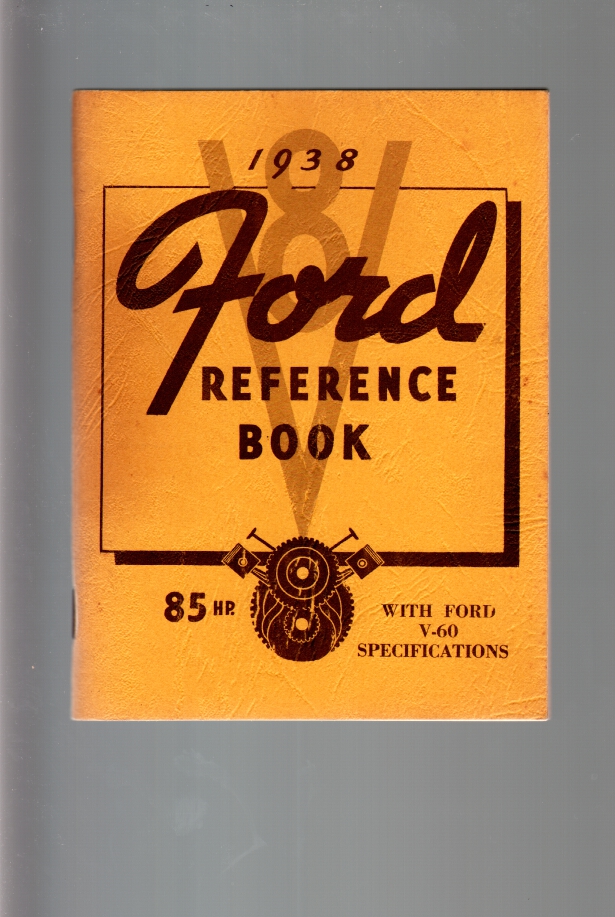 1938
V8
Ford
REFERENCE
BOOK
85 HP.
WITH FORD
V-60
SPECIFICATIONS